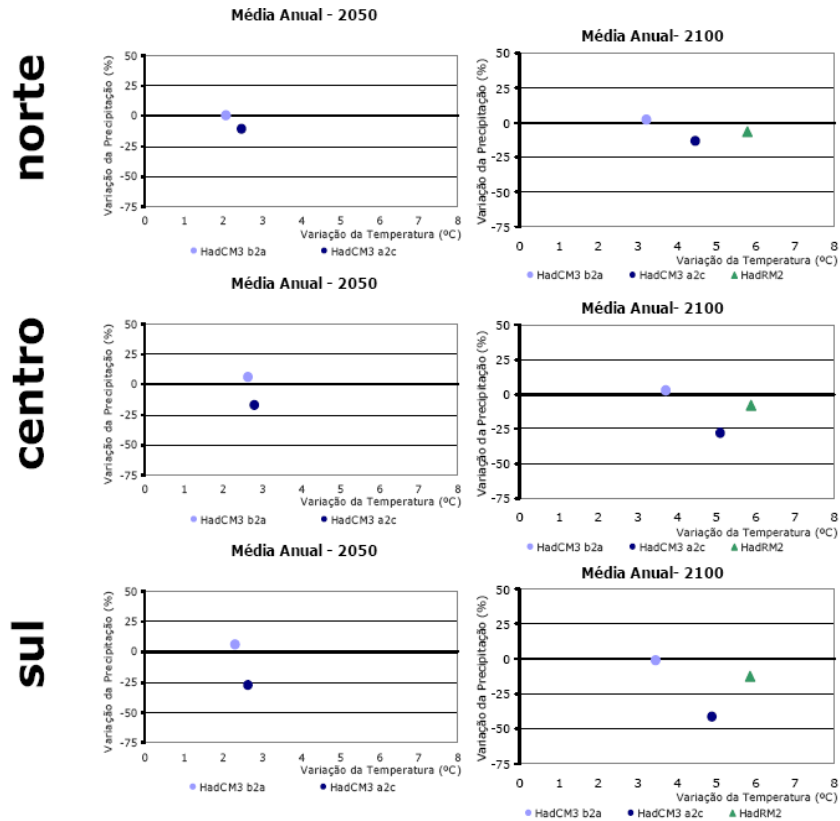 norte
Média Anual - 2050
Variação da Precipitação (%)
50
25
0
-25
-50
-75
0 1 2 3 4 5 6 7 8
Variação da Temperatura (ºC)
HadCM3 b2a HadCM3 a2c
Média Anual- 2100
Variação da Precipitação (%)
50
25
0
-25
-50
-75
0 1 2 3 4 5 6 7 8
Variação da Temperatura (ºC)
HadCM3 b2a HadCM3 a2c HadRM2
centro
Média Anual - 2050
Variação da Precipitação (%)
50
25
0
-25
-50
-75
0 1 2 3 4 5 6 7 8
Variação da Temperatura (ºC)
HadCM3 b2a HadCM3 a2c
Média Anual- 2100
Variação da Precipitação (%)
50
25
0
-25
-50
-75
0 1 2 3 4 5 6 7 8
Variação da Temperatura (ºC)
HadCM3 b2a HadCM3 a2c HadRM2
sul
Média Anual - 2050
Variação da Precipitação (%)
50
25
0
-25
-50
-75
0 1 2 3 4 5 6 7 8
Variação da Temperatura (ºC)
HadCM3 b2a HadCM3 a2c
Média Anual- 2100
Variação da Precipitação (%)
50
25
0
-25
-50
-75
0 1 2 3 4 5 6 7 8
Variação da Temperatura (ºC)
HadCM3 b2a HadCM3 a2c HadRM2